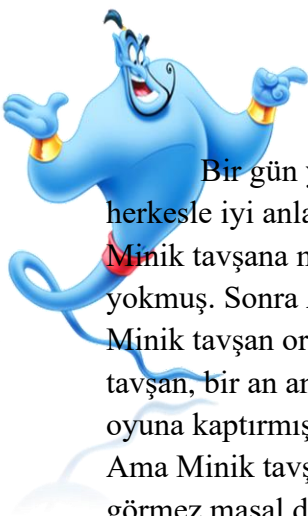 Bir gün
herkesle iyi anla
Minik tavşana
yokmuş. Sonra
Minik tavşan or
tavşan, bir an an
oyuna kaptırmış
Ama Minik tavş
görmez masal d